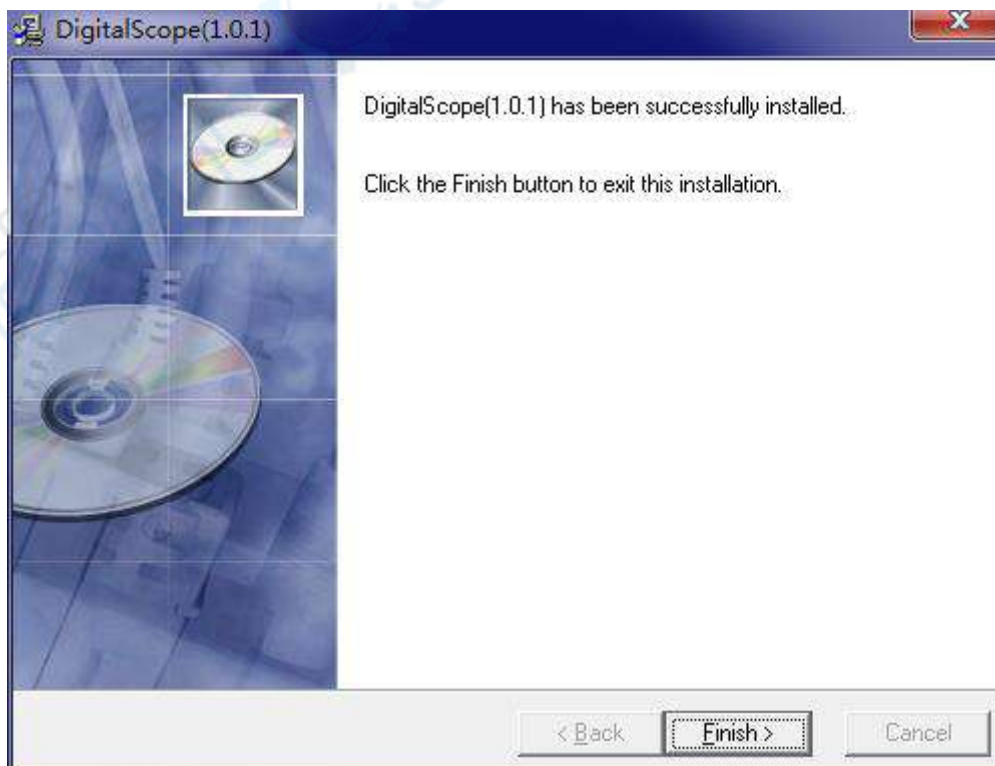 DigitalScope(1.0.1)
DigitalScope(1.0.1) has been successfully installed.
Click the Finish button to exit this installation.
< Back
Finish >
Cancel